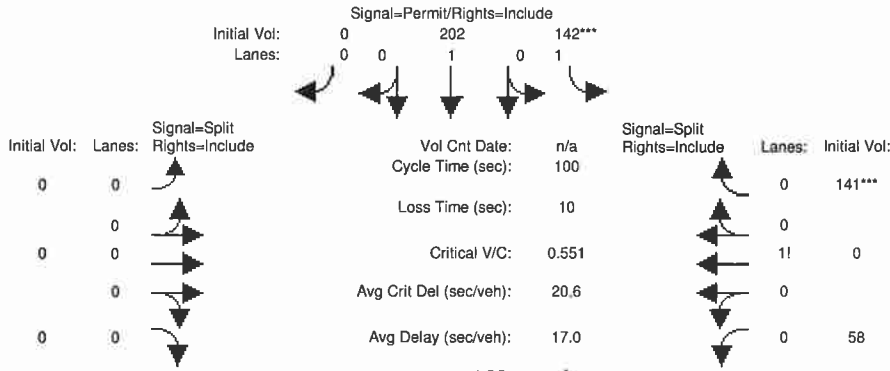 Signal=Permit/Rights=Include
Initial Vol: 0 202 142***
Lanes: 0 0 1 0 1
Signal=Split
Rights=Include
Initial Vol: Lanes:
Vol Cnt Date: n/a
Signal=Split
Rights=Include
Lanes: Initial Vol:
Cycle Time (sec): 100
0 0
0 141***
Loss Time (sec): 10
0
0
0 0
Critical V/C: 0.551
1! 0
0
Avg Crit Del (sec/veh): 20.6
0
0 0
Avg Delay (sec/veh): 17.0
0 58